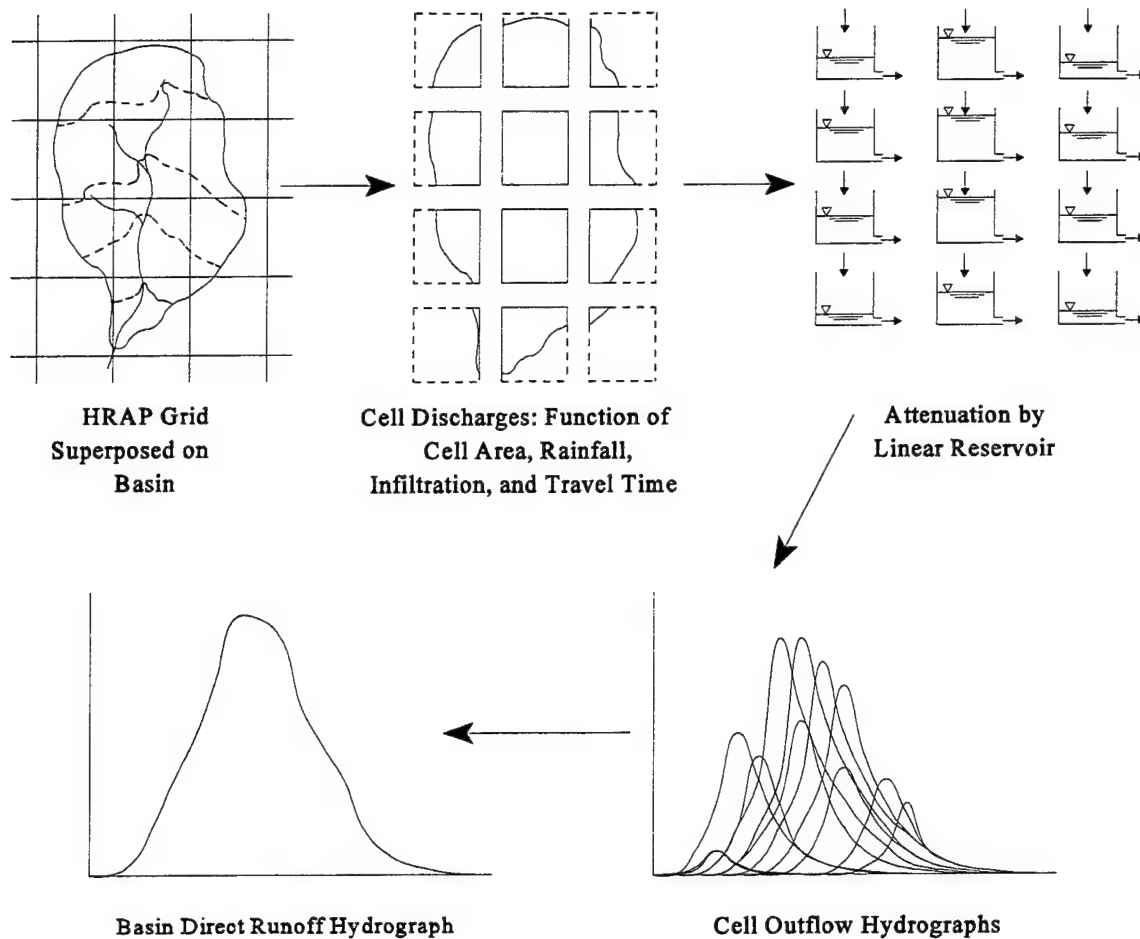 HRAP Grid
Superposed on
Basin
Cell Discharges: Function of
Cell Area, Rainfall,
Infiltration, and Travel Time
Attenuation by
Linear Reservoir
Basin Direct Runoff Hydrograph
Cell Outflow Hydrographs